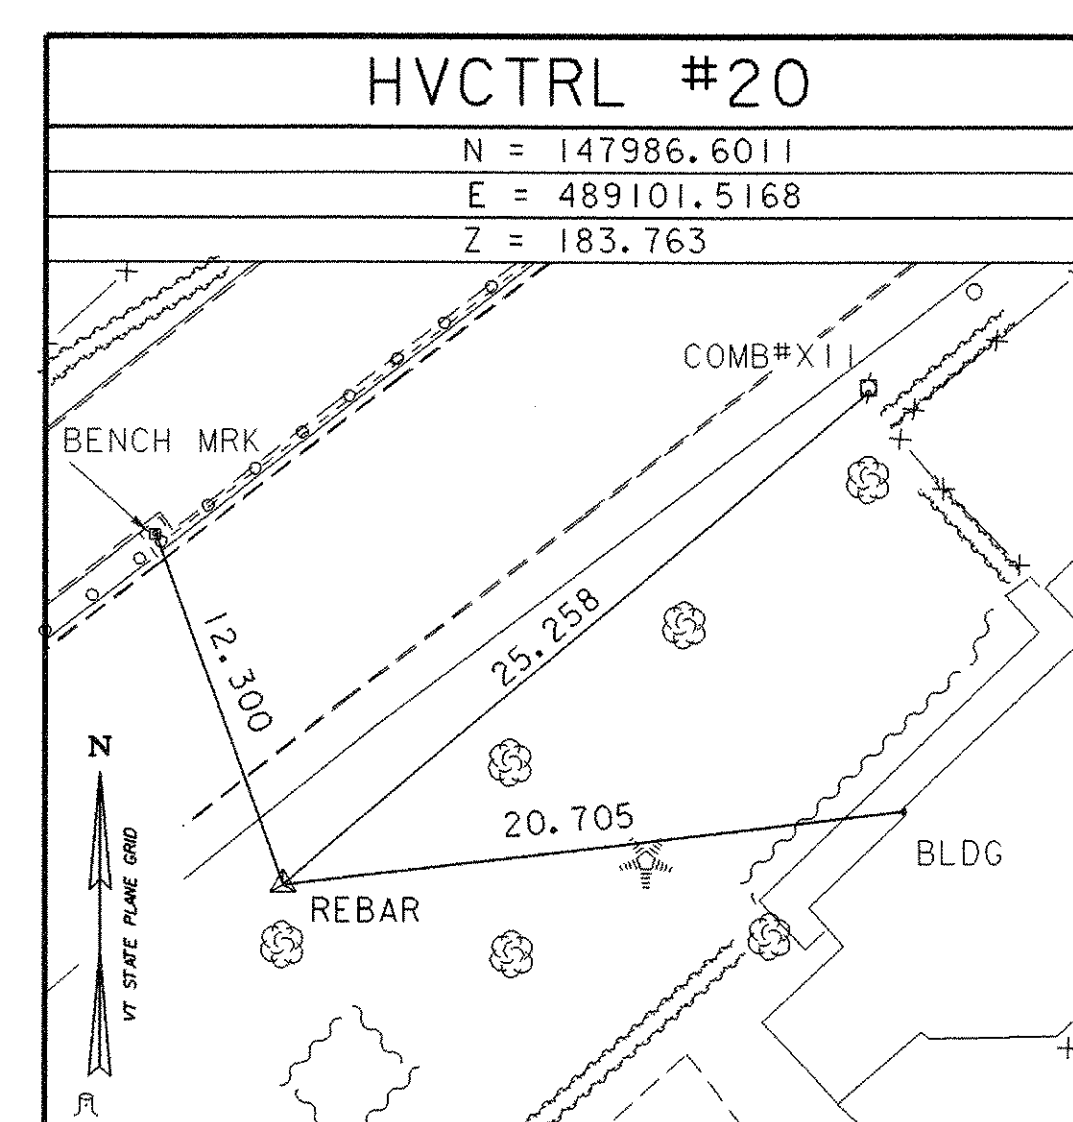 HVCTRL #20
N = 147986.6011
E = 489101.5168
Z = 183.763
COMB#X11
BENCH MRK
25.258
12.300
N
20.705
VT STATE PLANE GRID
BLDG
REBAR